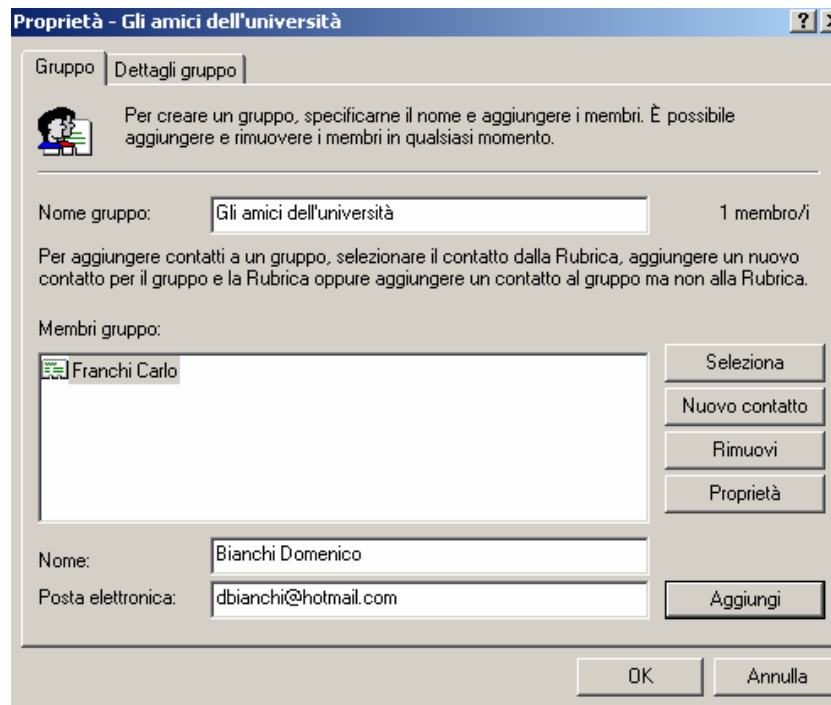 Proprietà - Gli amici dell'università
?
Gruppo
Dettagli gruppo
Per creare un gruppo, specificarne il nome e aggiungere i membri. È possibile
aggiungere e rimuovere i membri in qualsiasi momento.
Nome gruppo:
Gli amici dell'università
1 membro/i
Per aggiungere contatti a un gruppo, selezionare il contatto dalla Rubrica, aggiungere un nuovo
contatto per il gruppo e la Rubrica oppure aggiungere un contatto al gruppo ma non alla Rubrica.
Membri gruppo:
Franchi Carlo
Seleziona
Nuovo contatto
Rimuovi
Proprietà
Nome:
Bianchi Domenico
Posta elettronica:
dbianchi@hotmail.com
Aggiungi
OK
Annulla